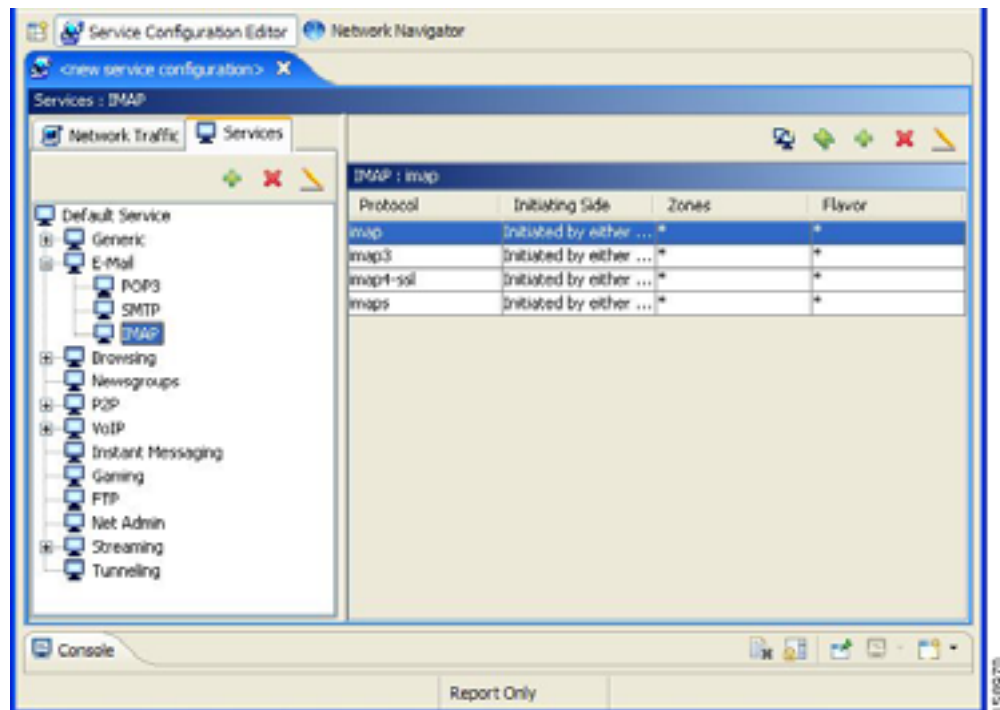 Service Configuration Editor Network Navigator
<new service configuration> X
Services : IMAP
Network Traffic Services
IMAP : imap
Protocol Initiating Side Zones Flavor
imap Initiated by either ... * *
imap3 Initiated by either ... * *
imap4-ssl Initiated by either ... * *
imaps Initiated by either ... * *
Default Service
Generic
E-Mail
POP3
SMTP
IMAP
Browsing
Newsgroups
P2P
VoIP
Instant Messaging
Gaming
FTP
Net Admin
Streaming
Tunneling
Console
Report Only